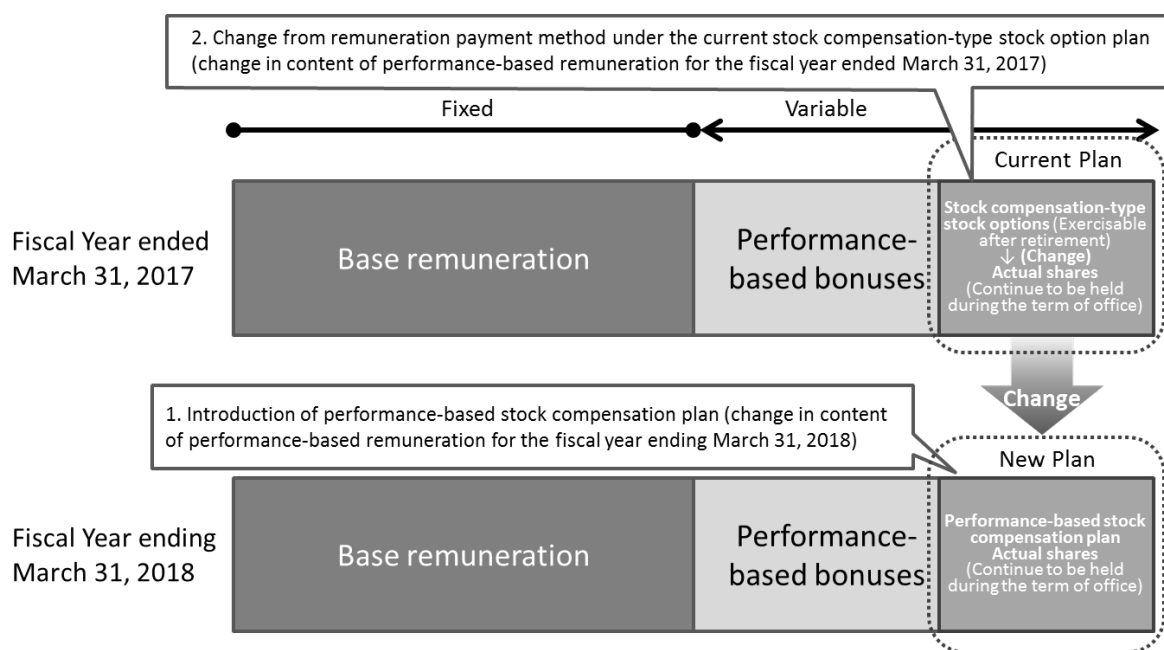 2. Change from remuneration payment method under the current stock compensation-type stock option plan
(change in content of performance-based remuneration for the fiscal year ended March 31, 2017)
Fixed
Variable
Current Plan
Fiscal Year ended
March 31, 2017
Base remuneration
Performance-
based bonuses
Stock compensation-type
stock options (Exercisable
after retirement)
↓ (Change)
Actual shares
(Continue to be held
during the term of office)
Change
1. Introduction of performance-based stock compensation plan (change in content
of performance-based remuneration for the fiscal year ending March 31, 2018)
New Plan
Fiscal Year ending
March 31, 2018
Base remuneration
Performance-
based bonuses
Performance-based stock
compensation plan
Actual shares
(Continue to be held
during the term of office)